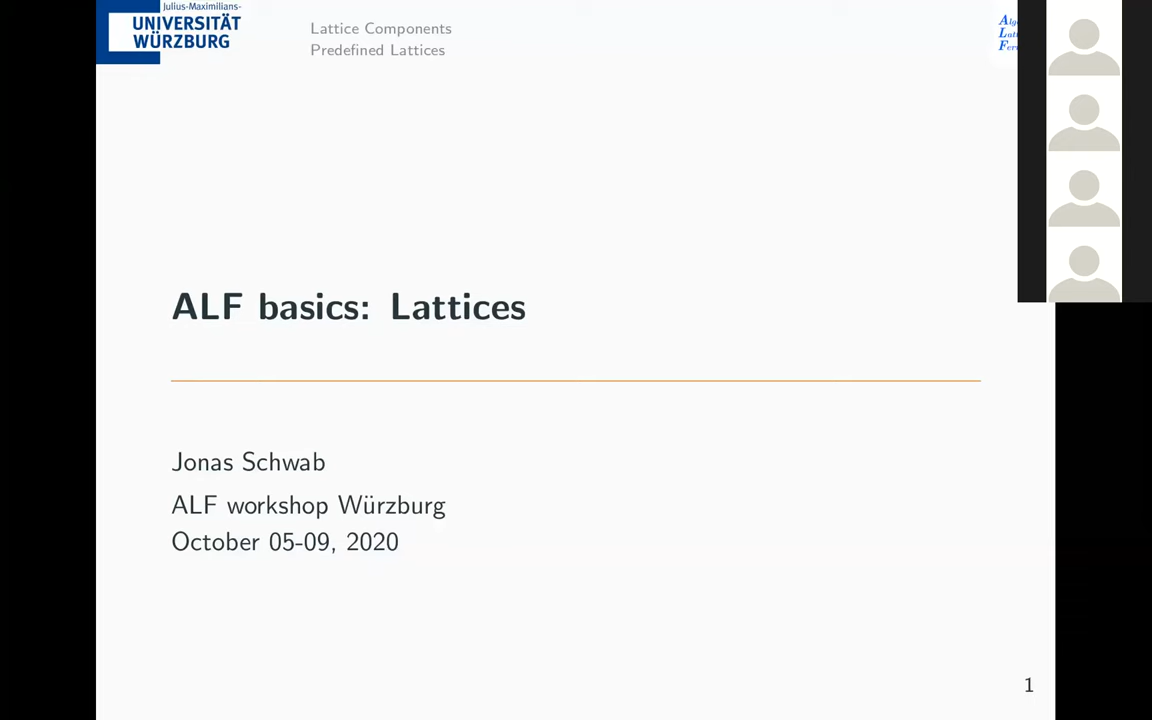 Julius-Maximilians-
UNIVERSITÄT
WÜRZBURG
Lattice Components
Predefined Lattices
ALF basics: Lattices
Jonas Schwab
ALF workshop Würzburg
October 05-09, 2020
1